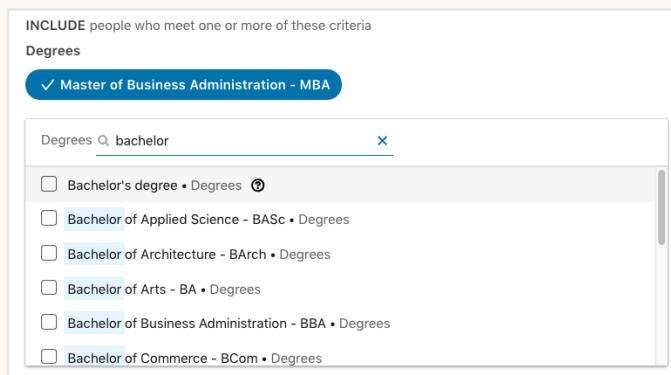 INCLUDE people who meet one or more of these criteria
Degrees
Master of Business Administration - MBA
Degrees bachelor
Bachelor's degree • Degrees
Bachelor of Applied Science - BASc • Degrees
Bachelor of Architecture - BArch • Degrees
Bachelor of Arts - BA • Degrees
Bachelor of Business Administration - BBA • Degrees
Bachelor of Commerce - BCom • Degrees